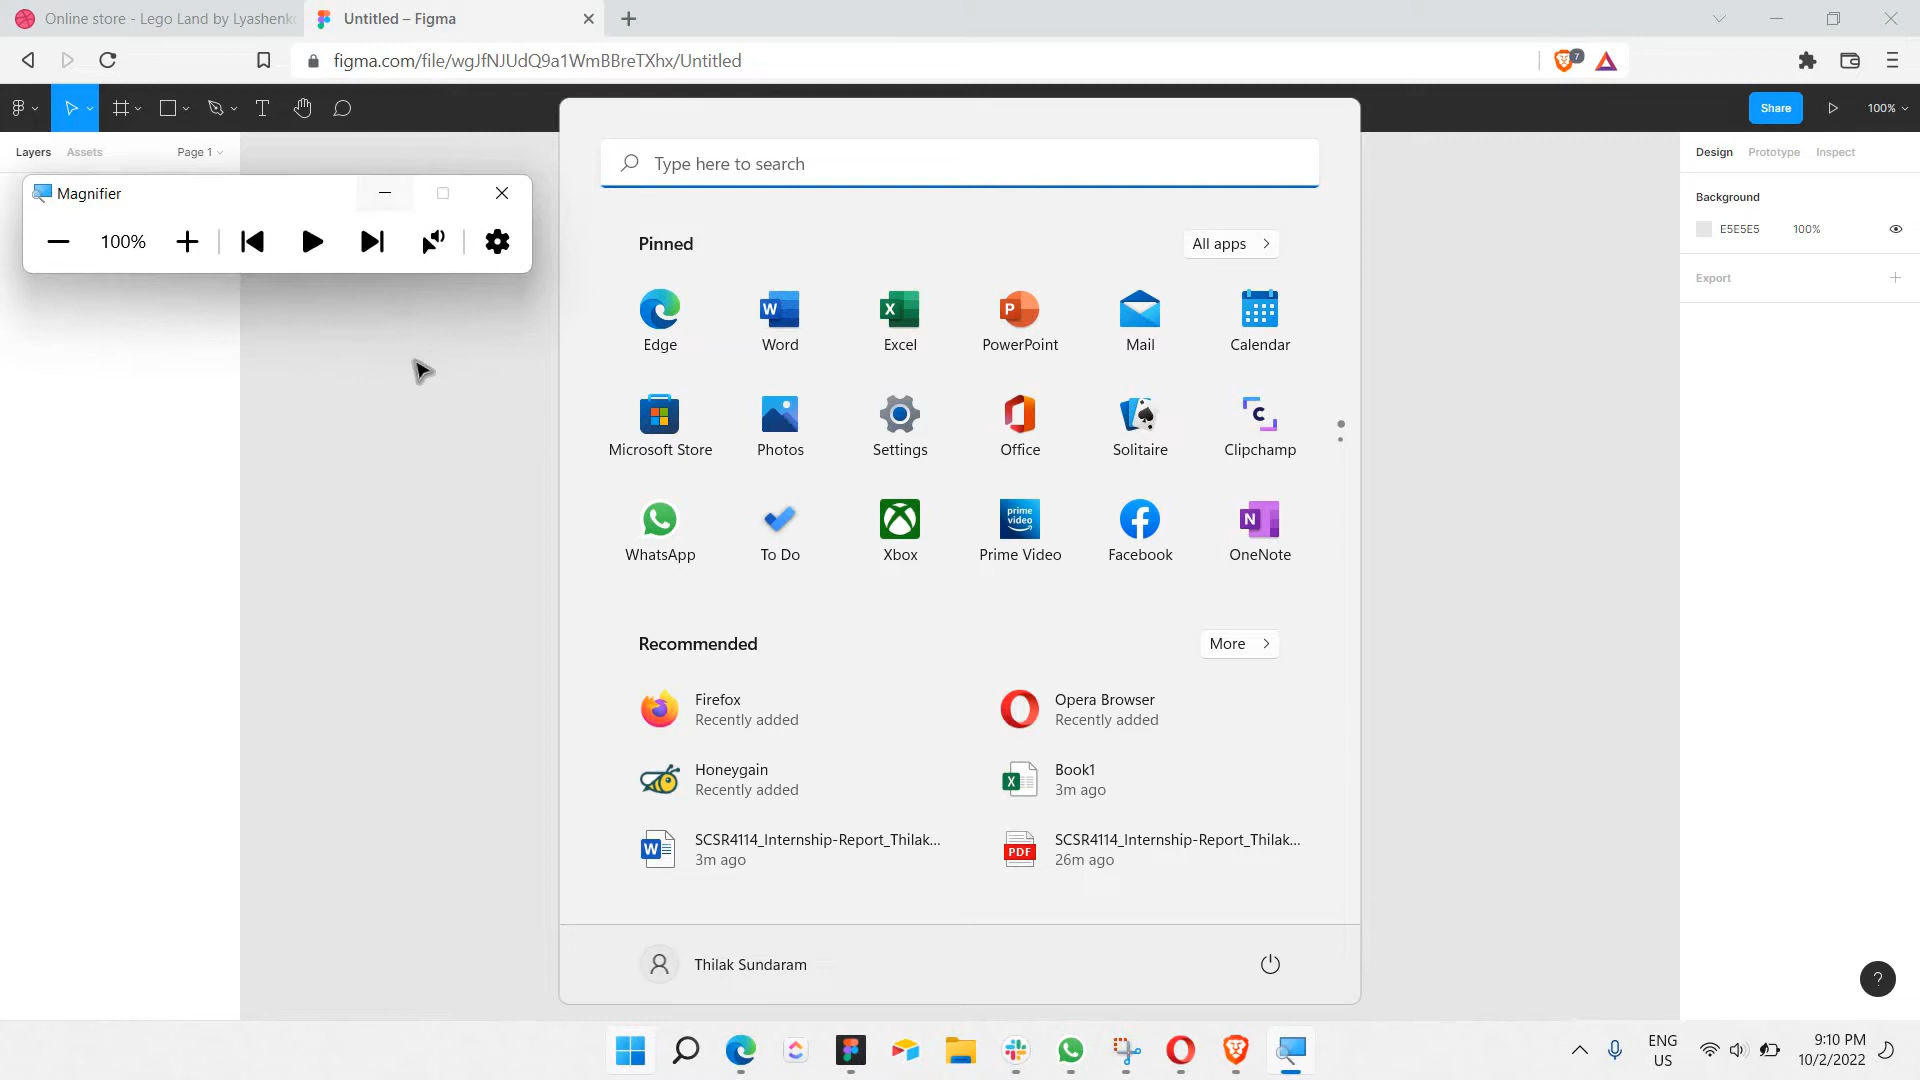 Online store - Lego Land by Lyashenk
Untitled – Figma
figma.com/file/wgJfNJUdQ9a1WmBBreTXhx/Untitled
7
Share
100%
Layers
Assets
Page 1
Design
Prototype
Inspect
Magnifier
100%
Background
E5E5E5
100%
Export
Type here to search
Pinned
All apps
Edge
Word
Excel
PowerPoint
Mail
Calendar
Microsoft Store
Photos
Settings
Office
Solitaire
Clipchamp
prime
video
WhatsApp
To Do
Xbox
Prime Video
Facebook
OneNote
Recommended
More
Firefox
Recently added
Opera Browser
Recently added
Honeygain
Recently added
Book1
3m ago
SCSR4114_Internship-Report_Thilak...
3m ago
PDF
SCSR4114_Internship-Report_Thilak...
26m ago
Thilak Sundaram
?
ENG
US
9:10 PM
10/2/2022